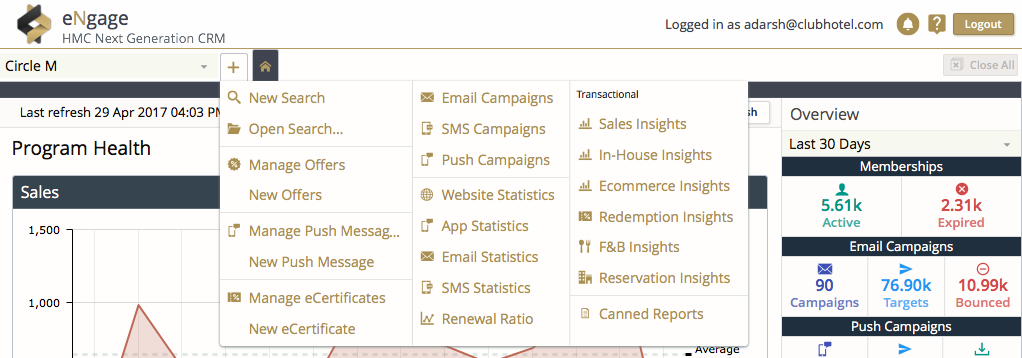 eNgage
HMC Next Generation CRM
Logged in as adarsh@clubhotel.com
?
Logout
Circle M
Close All
Last refresh 29 Apr 2017 04:03 PM
Program Health
Sales
1,500
1,000
New Search
Open Search...
Manage Offers
New Offers
Manage Push Messag...
New Push Message
Manage eCertificates
New eCertificate
Email Campaigns
SMS Campaigns
Push Campaigns
Website Statistics
App Statistics
Email Statistics
SMS Statistics
Renewal Ratio
Transactional
Sales Insights
In-House Insights
Ecommerce Insights
Redemption Insights
F&B Insights
Reservation Insights
Canned Reports
sh
Average
Overview
Last 30 Days
Memberships
5.61k 2.31k
Active Expired
Email Campaigns
90 76.90k 10.99k
Campaigns Targets Bounced
Push Campaigns